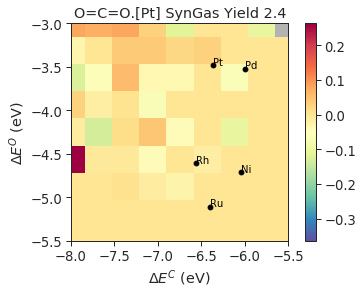 O=C=O.[Pt] SynGas Yield 2.4
−3.0
−3.5
−4.0
−4.5
−5.0
−5.5
ΔE^O (eV)
Pt
Pd
Rh
Ni
Ru
−8.0 −7.5 −7.0 −6.5 −6.0 −5.5
ΔE^C (eV)
0.2
0.1
0.0
−0.1
−0.2
−0.3